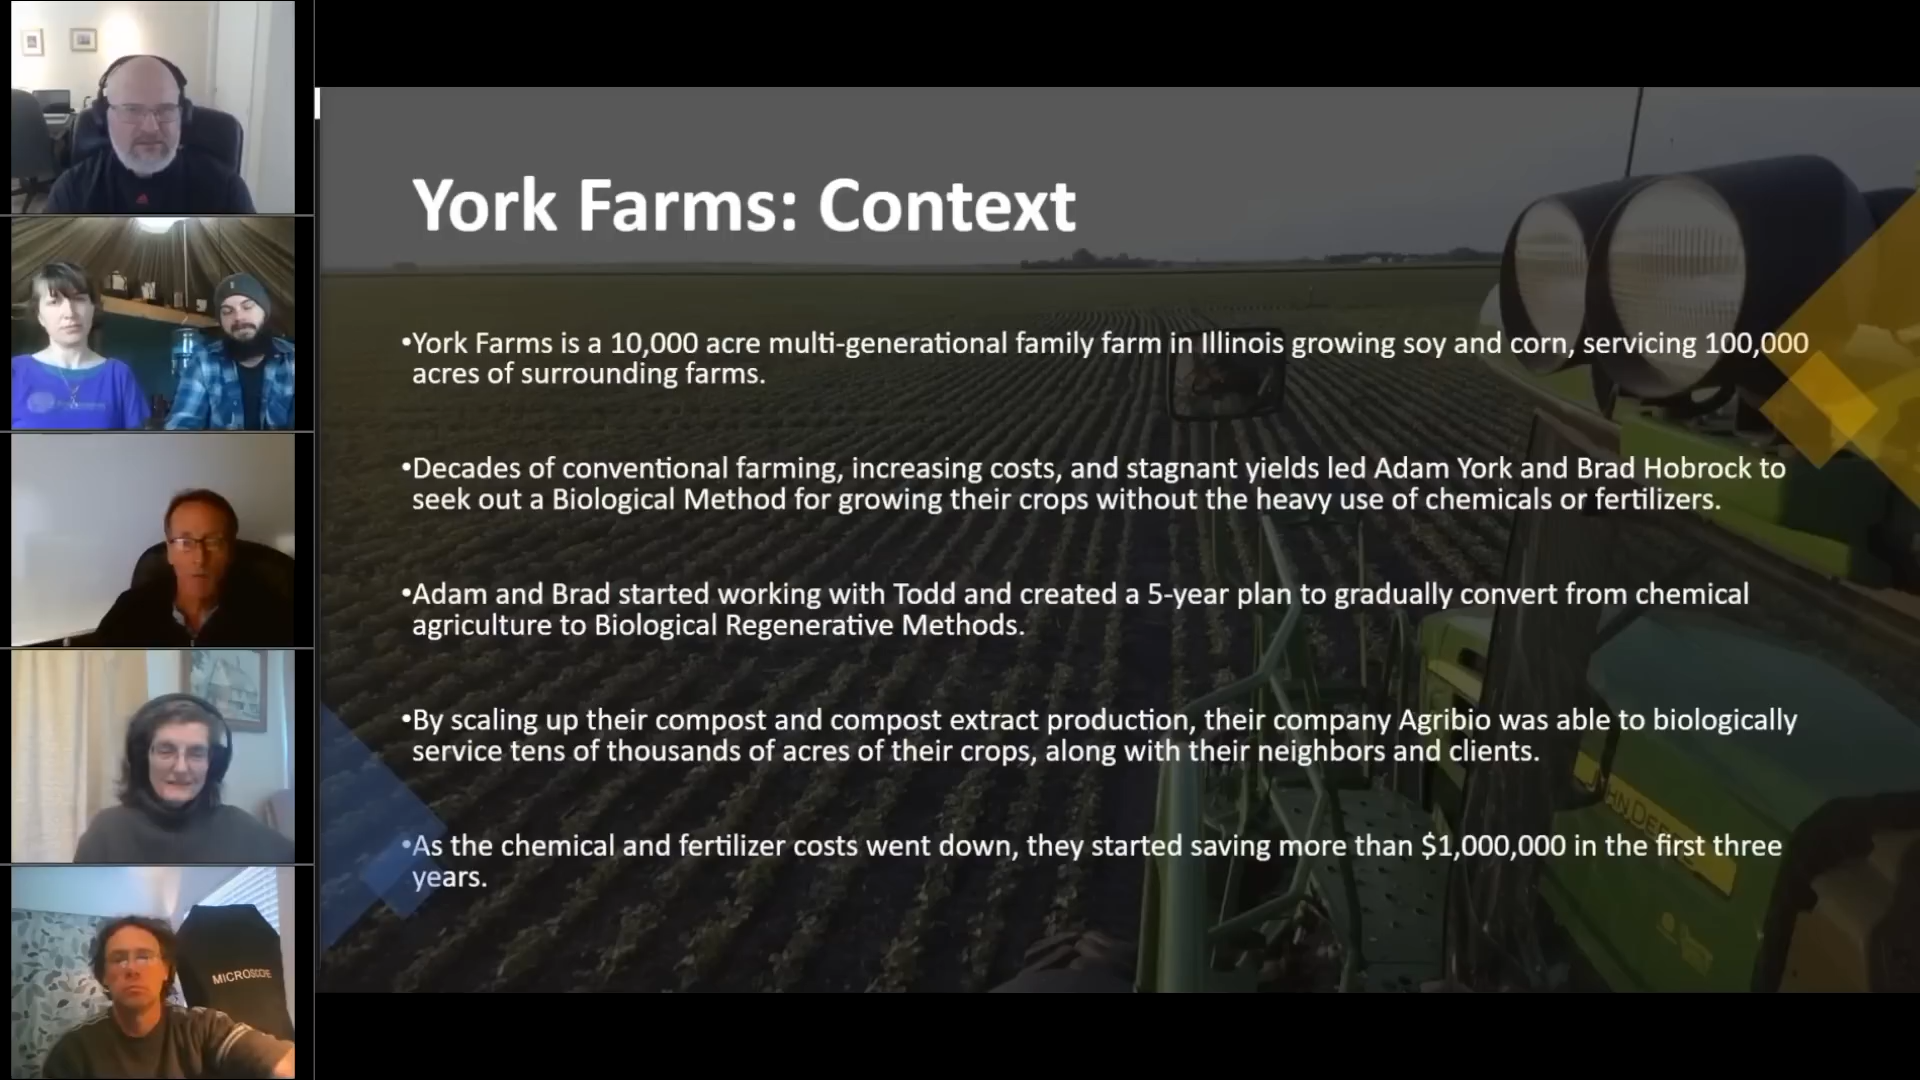 York Farms: Context
•York Farms is a 10,000 acre multi-generational family farm in Illinois growing soy and corn, servicing 100,000
acres of surrounding farms.
•Decades of conventional farming, increasing costs, and stagnant yields led Adam York and Brad Hobrock to
seek out a Biological Method for growing their crops without the heavy use of chemicals or fertilizers.
•Adam and Brad started working with Todd and created a 5-year plan to gradually convert from chemical
agriculture to Biological Regenerative Methods.
•By scaling up their compost and compost extract production, their company Agribio was able to biologically
service tens of thousands of acres of their crops, along with their neighbors and clients.
•As the chemical and fertilizer costs went down, they started saving more than $1,000,000 in the first three
years.
MICROSCOPE